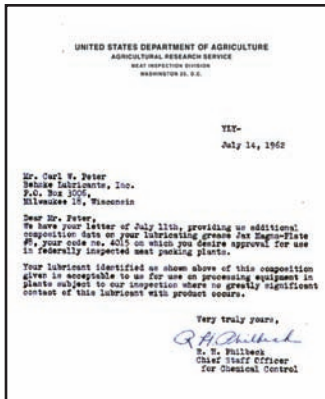 UNITED STATES DEPARTMENT OF AGRICULTURE
AGRICULTURAL RESEARCH SERVICE
MEAT INSPECTION DIVISION
WASHINGTON 25, D.C.
YLY-
July 14, 1962
Mr. Carl W. Peter
Behnke Lubricants, Inc.
P.O. Box 3006,
Milwaukee 18, Wisconsin
Dear Mr. Peter,
We have your letter of July 11th, providing us additional
composition data on your lubricating grease Jax Magna-Plate
#8, your code no. 4015 on which you desire approval for use
in federally inspected meat packing plants.
Your lubricant identified as shown above of this composition
given is acceptable to us for use on processing equipment in
plants subject to our inspection where no greatly significant
contact of this lubricant with product occurs.
Very truly yours,
R H Philbeck
R. H. Philbeck
Chief Staff Officer
for Chemical Control